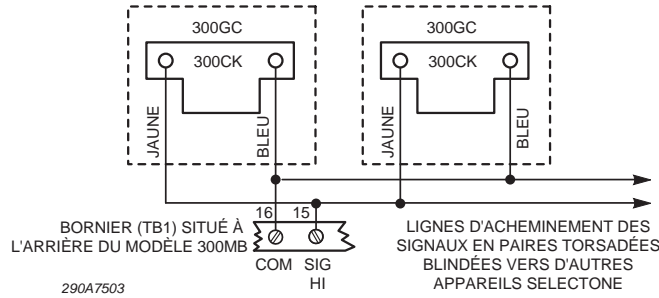 300GC
300CK
JAUNE
BLEU
300GC
300CK
JAUNE
BLEU
16 15
BORNIER (TB1) SITUÉ À
L'ARRIÈRE DU MODÈLE 300MB
COM SIG
HI
LIGNES D'ACHEMINEMENT DES
SIGNAUX EN PAIRES TORSADÉES
BLINDÉES VERS D'AUTRES
APPAREILS SELECTONE
290A7503